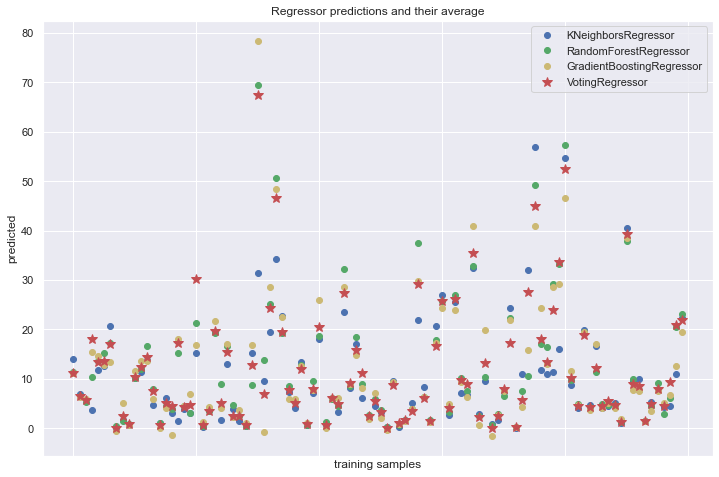 Regressor predictions and their average
KNeighborsRegressor
RandomForestRegressor
GradientBoostingRegressor
VotingRegressor
80
70
60
50
40
30
20
10
0
predicted
training samples